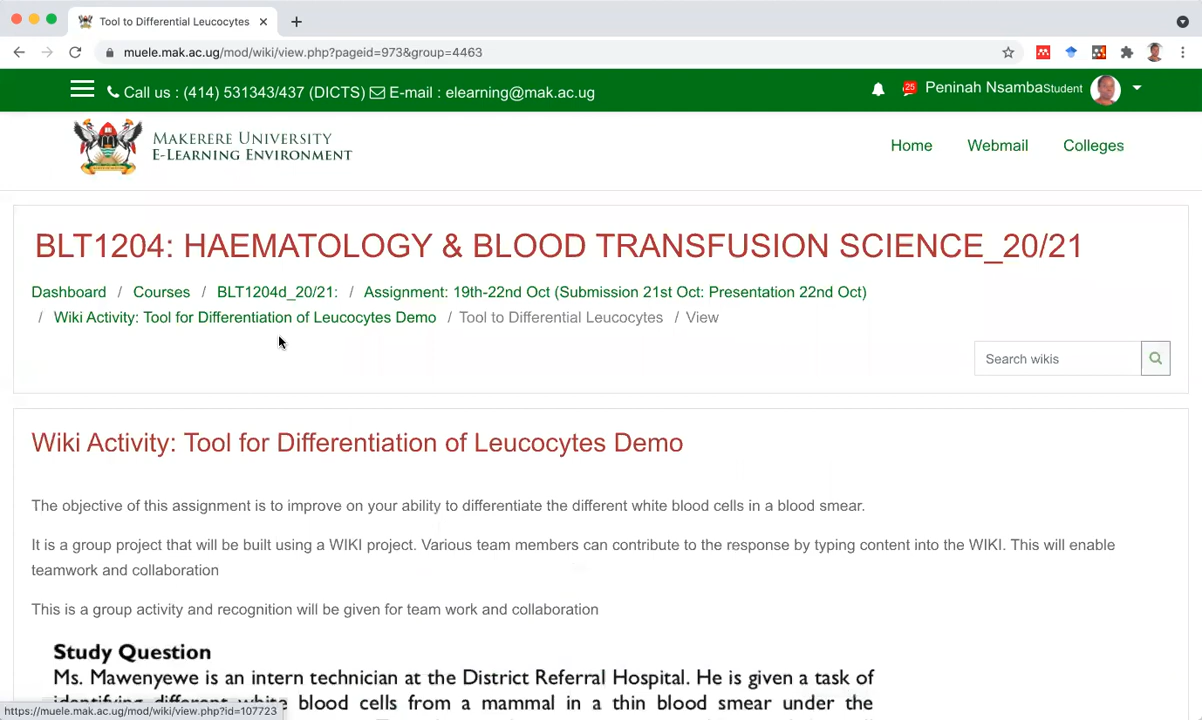 Tool to Differential Leucocytes
muele.mak.ac.ug/mod/wiki/view.php?pageid=973&group=4463
Call us : (414) 531343/437 (DICTS) E-mail : elearning@mak.ac.ug
25
Peninah NsambaStudent
MAKERERE UNIVERSITY
E-LEARNING ENVIRONMENT
Home Webmail Colleges
BLT1204: HAEMATOLOGY & BLOOD TRANSFUSION SCIENCE_20/21
Dashboard / Courses / BLT1204d_20/21: / Assignment: 19th-22nd Oct (Submission 21st Oct: Presentation 22nd Oct)
/ Wiki Activity: Tool for Differentiation of Leucocytes Demo / Tool to Differential Leucocytes / View
Search wikis
Wiki Activity: Tool for Differentiation of Leucocytes Demo
The objective of this assignment is to improve on your ability to differentiate the different white blood cells in a blood smear.
It is a group project that will be built using a WIKI project. Various team members can contribute to the response by typing content into the WIKI. This will enable
teamwork and collaboration
This is a group activity and recognition will be given for team work and collaboration
Study Question
Ms. Mawenyewe is an intern technician at the District Referral Hospital. He is given a task of
identifying different white blood cells from a mammal in a thin blood smear under the
https://muele.mak.ac.ug/mod/wiki/view.php?id=107723